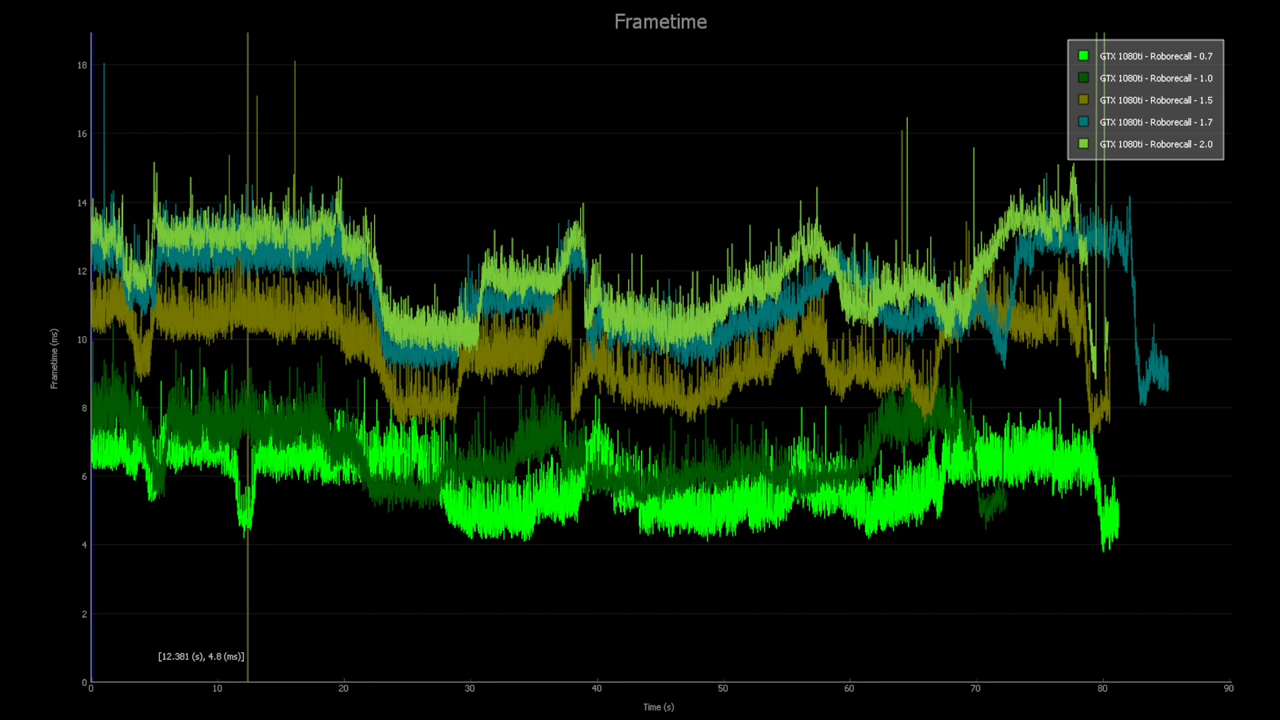 Frametime
GTX 1080ti - Roborecall - 0.7
GTX 1080ti - Roborecall - 1.0
GTX 1080ti - Roborecall - 1.5
GTX 1080ti - Roborecall - 1.7
GTX 1080ti - Roborecall - 2.0
18
16
14
12
10
8
6
4
2
0
Frametime (ms)
[12.381 (s), 4.8 (ms)]
0 10 20 30 40 50 60 70 80 90
Time (s)